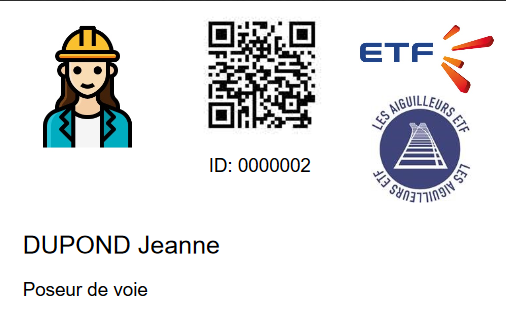 ETF
LES AIGUILLEURS ETF
LES AIGUILLEURS ETF
ID: 0000002
DUPOND Jeanne
Poseur de voie